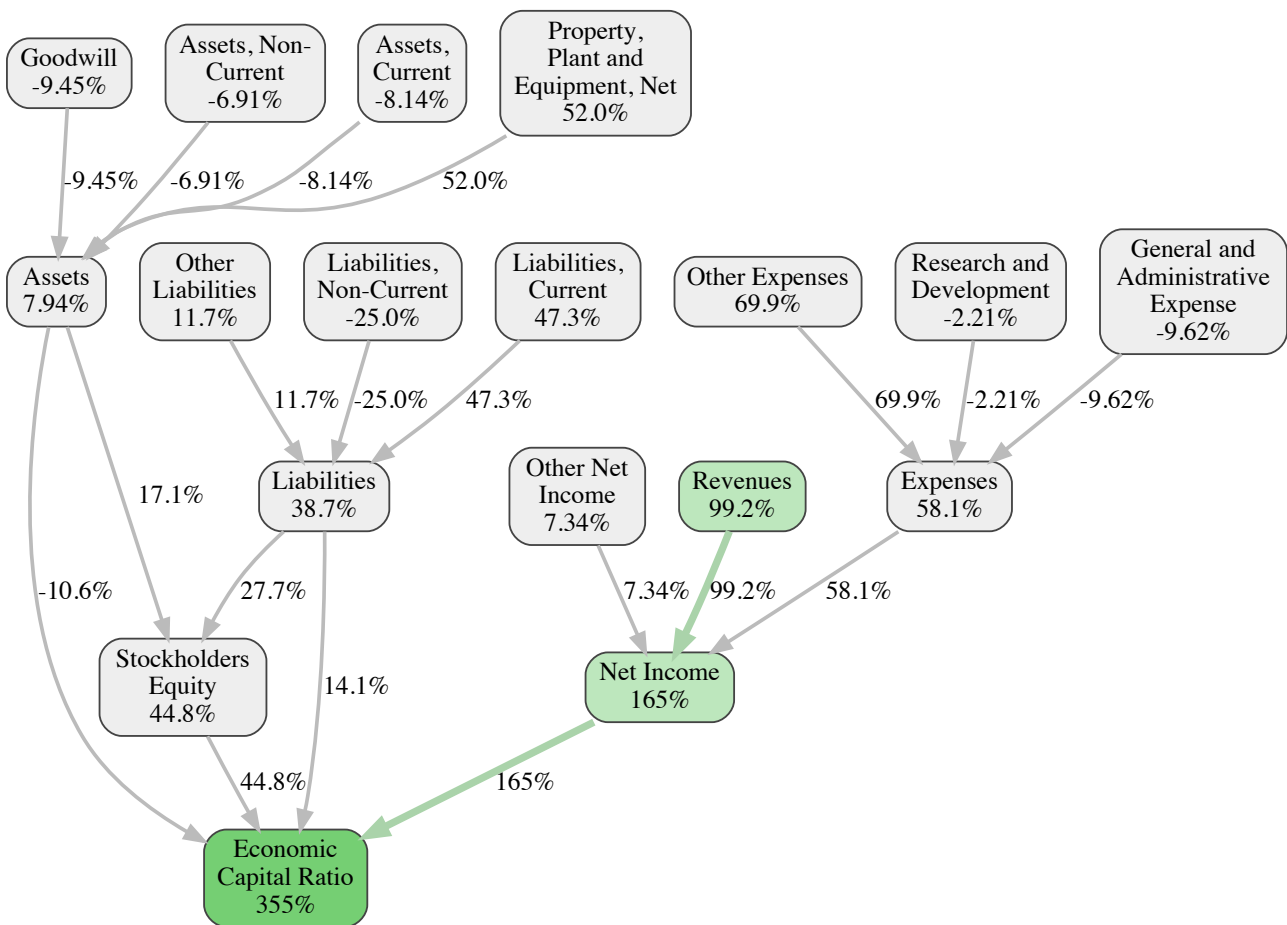 Goodwill
-9.45%
Assets, Non-
Current
-6.91%
Assets,
Current
-8.14%
Property,
Plant and
Equipment, Net
52.0%
-9.45%
-6.91%
-8.14%
52.0%
Assets
7.94%
Other
Liabilities
11.7%
Liabilities,
Non-Current
-25.0%
Liabilities,
Current
47.3%
Other Expenses
69.9%
Research and
Development
-2.21%
General and
Administrative
Expense
-9.62%
11.7%
-25.0%
47.3%
69.9%
-2.21%
-9.62%
17.1%
Liabilities
38.7%
Other Net
Income
7.34%
Revenues
99.2%
Expenses
58.1%
-10.6%
27.7%
7.34%
99.2%
58.1%
Stockholders
Equity
44.8%
14.1%
Net Income
165%
44.8%
165%
Economic
Capital Ratio
355%